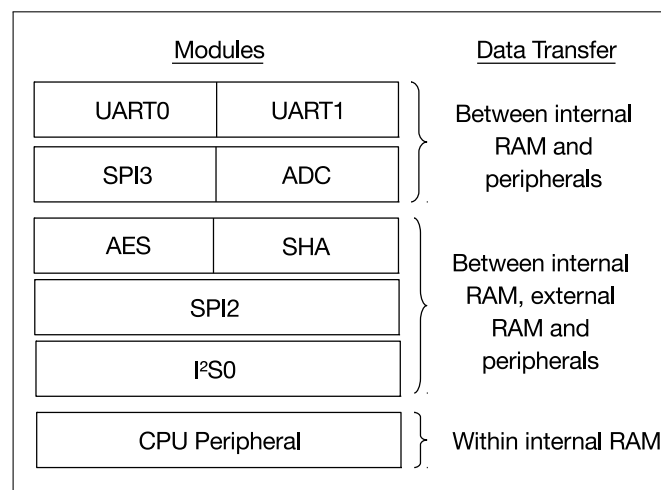 Modules
Data Transfer
UART0
UART1
Between internal
RAM and
peripherals
SPI3
ADC
AES
SHA
Between internal
RAM, external
RAM and
peripherals
SPI2
I²S0
CPU Peripheral
Within internal RAM